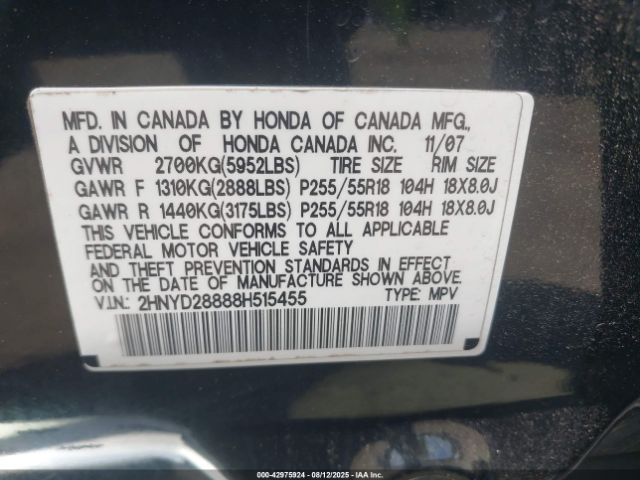 MFD. IN CANADA BY HONDA OF CANADA MFG.,
A DIVISION OF HONDA CANADA INC. 11/07
GVWR 2700KG(5952LBS) TIRE SIZE RIM SIZE
GAWR F 1310KG(2888LBS) P255/55R18 104H 18X8.0J
GAWR R 1440KG(3175LBS) P255/55R18 104H 18X8.0J
THIS VEHICLE CONFORMS TO ALL APPLICABLE
FEDERAL MOTOR VEHICLE SAFETY
AND THEFT PREVENTION STANDARDS IN EFFECT
ON THE DATE OF MANUFACTURE SHOWN ABOVE.
V.I.N.: 2HNYD28888H515455 TYPE: MPV
000-42975924 - 08/12/2025 - IAA Inc.